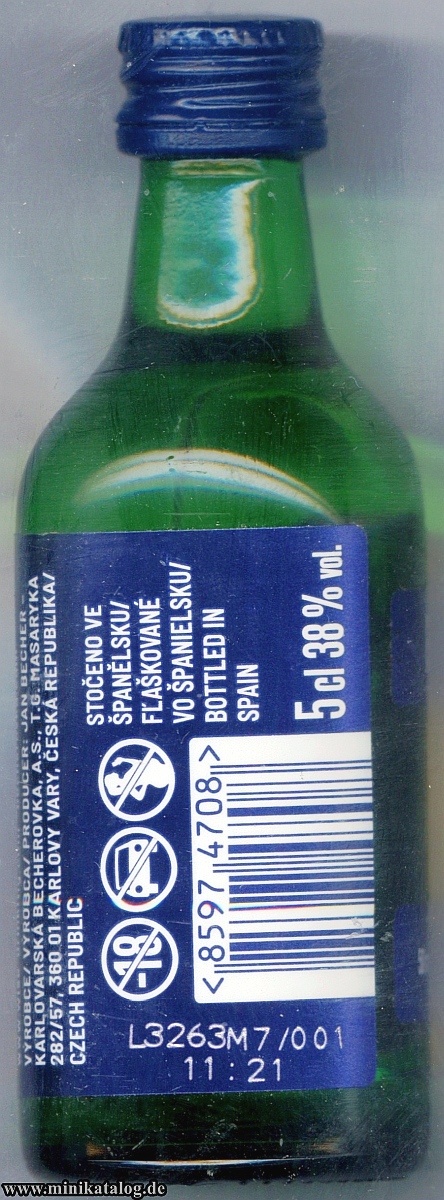 VÝROBCE/ VÝROBCA/ PRODUCER: JAN BECHER –
KARLOVARSKÁ BECHEROVKA, A.S., T.G. MASARYKA
282/57, 360 01 KARLOVY VARY, ČESKÁ REPUBLIKA/
CZECH REPUBLIC
STOČENO VE
ŠPANĚLSKU/
FĽAŠKOVANÉ
VO ŠPANIELSKU/
BOTTLED IN
SPAIN
5 cl 38 % vol.
-18
<8597 4708>
L3263M7/001
11:21
www.minikatalog.de